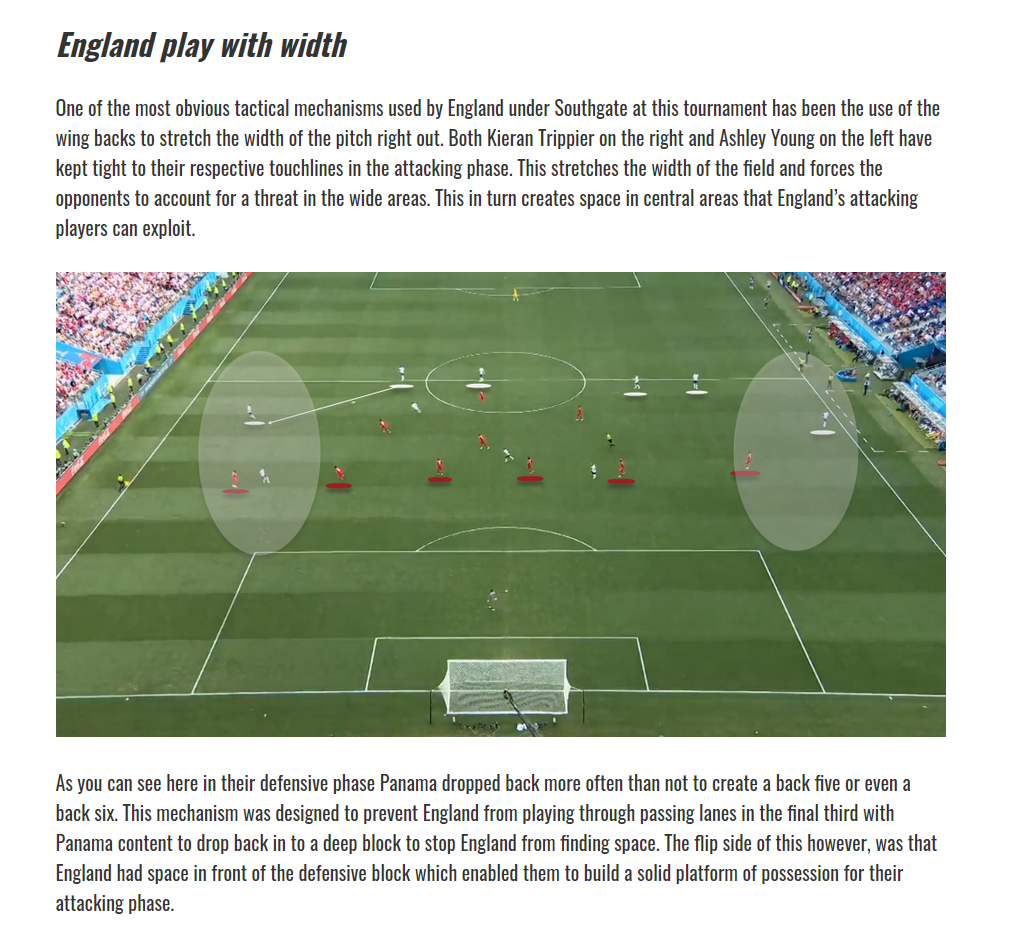 England play with width
One of the most obvious tactical mechanisms used by England under Southgate at this tournament has been the use of the
wing backs to stretch the width of the pitch right out. Both Kieran Trippier on the right and Ashley Young on the left have
kept tight to their respective touchlines in the attacking phase. This stretches the width of the field and forces the
opponents to account for a threat in the wide areas. This in turn creates space in central areas that England’s attacking
players can exploit.
As you can see here in their defensive phase Panama dropped back more often than not to create a back five or even a
back six. This mechanism was designed to prevent England from playing through passing lanes in the final third with
Panama content to drop back in to a deep block to stop England from finding space. The flip side of this however, was that
England had space in front of the defensive block which enabled them to build a solid platform of possession for their
attacking phase.